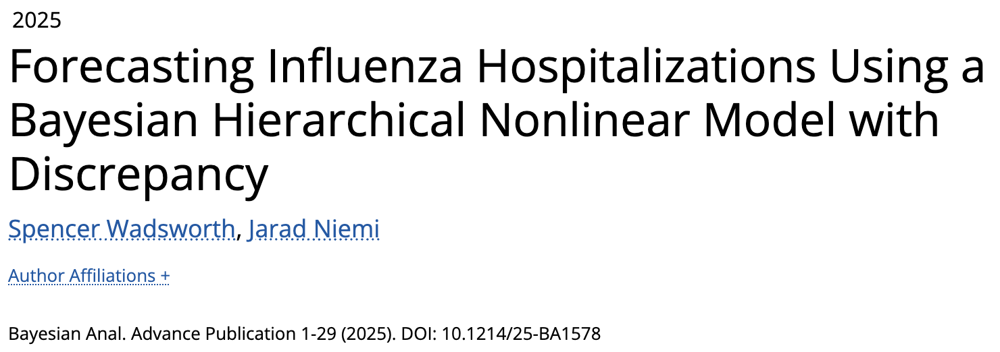 2025
Forecasting Influenza Hospitalizations Using a
Bayesian Hierarchical Nonlinear Model with
Discrepancy
Spencer Wadsworth, Jarad Niemi
Author Affiliations +
Bayesian Anal. Advance Publication 1-29 (2025). DOI: 10.1214/25-BA1578